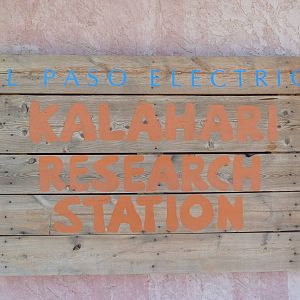 L PASO ELECTRIC
KALAHARI
RESEARCH
STATION